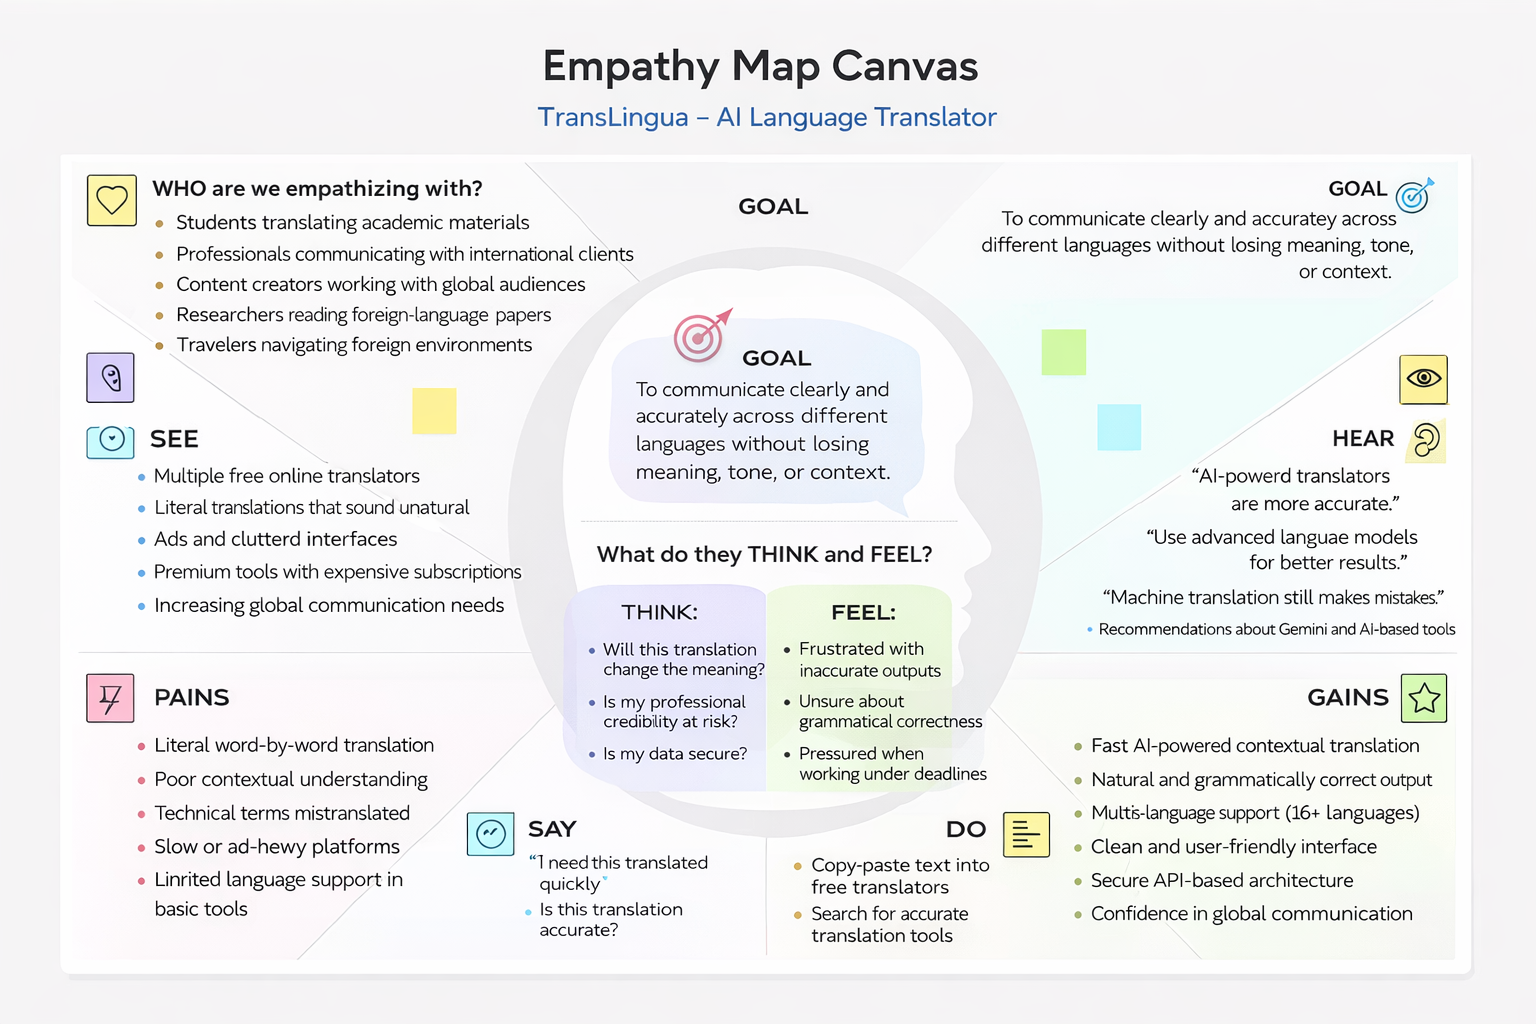 Empathy Map Canvas
TransLingua – AI Language Translator
WHO are we empathizing with?
• Students translating academic materials
• Professionals communicating with international clients
• Content creators working with global audiences
• Researchers reading foreign-language papers
• Travelers navigating foreign environments
GOAL
GOAL
To communicate clearly and accuratey across
different languages without losing meaning, tone,
or context.
GOAL
To communicate clearly and
accurately across different
languages without losing
meaning, tone, or context.
SEE
• Multiple free online translators
• Literal translations that sound unatural
• Ads and clutterd interfaces
• Premium tools with expensive subscriptions
• Increasing global communication needs
HEAR
“AI-powerd translators
are more accurate.”
“Use advanced languae models
for better results.”
“Machine translation still makes mistakes.”
• Recommendations about Gemini and AI-based tools
What do they THINK and FEEL?
THINK:
• Will this translation
change the meaning?
• Is my professional
credibility at risk?
• Is my data secure?
FEEL:
• Frustrated with
inaccurate outputs
• Unsure about
grammatical correctness
• Pressured when
working under deadlines
PAINS
• Literal word-by-word translation
• Poor contextual understanding
• Technical terms mistranslated
• Slow or ad-hewy platforms
• Linrited language support in
basic tools
SAY
“I need this translated
quickly”
• Is this translation
accurate?
DO
• Copy-paste text into
free translators
• Search for accurate
translation tools
GAINS
• Fast AI-powered contextual translation
• Natural and grammatically correct output
• Multis-language support (16+ languages)
• Clean and user-friendly interface
• Secure API-based architecture
• Confidence in global communication